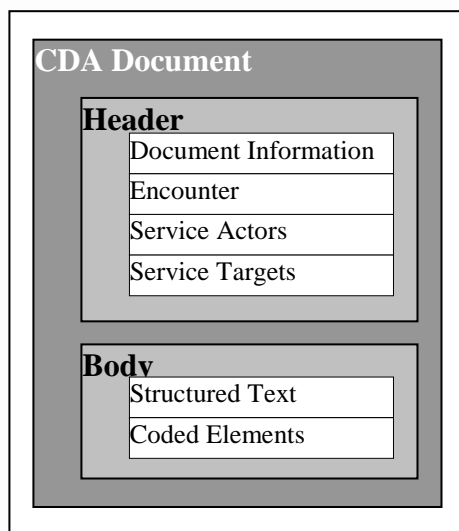 CDA Document
Header
Document Information
Encounter
Service Actors
Service Targets
Body
Structured Text
Coded Elements